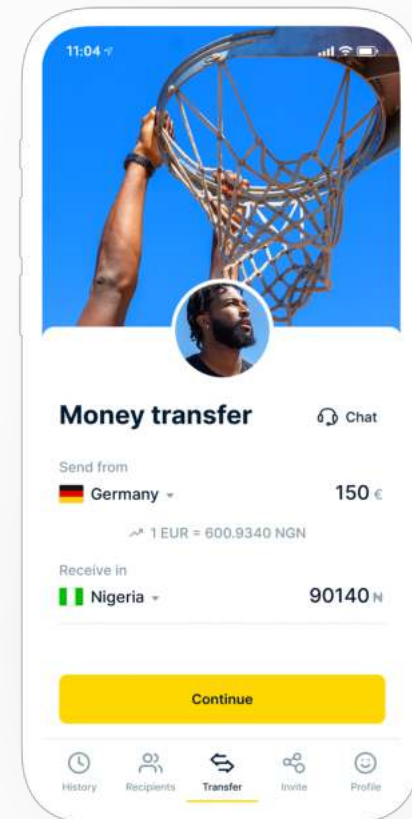 11:04
Money transfer
Chat
Send from
Germany
150 €
1 EUR = 600.9340 NGN
Receive in
Nigeria
90140 ₦
Continue
History Recipients Transfer Invite Profile